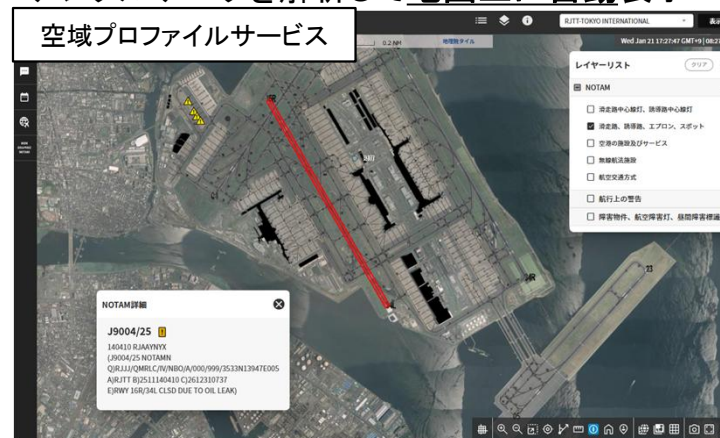 空域プロファイルサービス
0.2 NM
地理院タイル
RJTT-TOKYO INTERNATIONAL
表示
Wed Jan 21 17:27:47 GMT+9 | 08:27
レイヤーリスト
クリア
NOTAM
滑走路中心線灯、誘導路中心線灯
滑走路、誘導路、エプロン、スポット
空港の施設及びサービス
無線航法施設
航空交通方式
航行上の警告
障害物件、航空障害灯、昼間障害標識
NOTAM詳細
J9004/25
140410 RJAAYNYX
(J9004/25 NOTAMN
Q)RJJJ/QMRLC/IV/NBO/A/000/999/3533N13947E005
A)RJTT B)2511140410 C)2612310737
E)RWY 16R/34L CLSD DUE TO OIL LEAK)
23